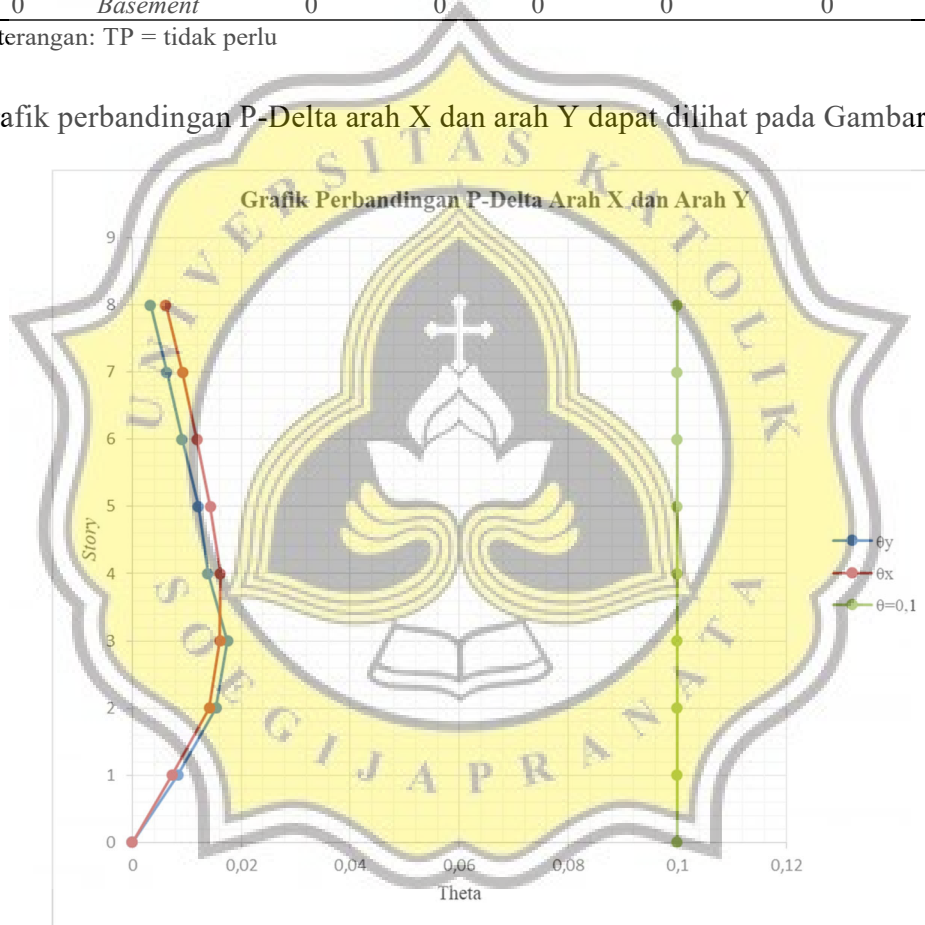 0 Basement 0 0 0 0 0
terangan: TP = tidak perlu
afik perbandingan P-Delta arah X dan arah Y dapat dilihat pada Gambar
UNIVERSITAS KATOLIK
Grafik Perbandingan P-Delta Arah X dan Arah Y
9
8
7
6
5
4
3
2
1
0
Story
0 0,02 0,04 0,06 0,08 0,1 0,12
Theta
θy
θx
θ=0,1
SOEGIJAPRANATA